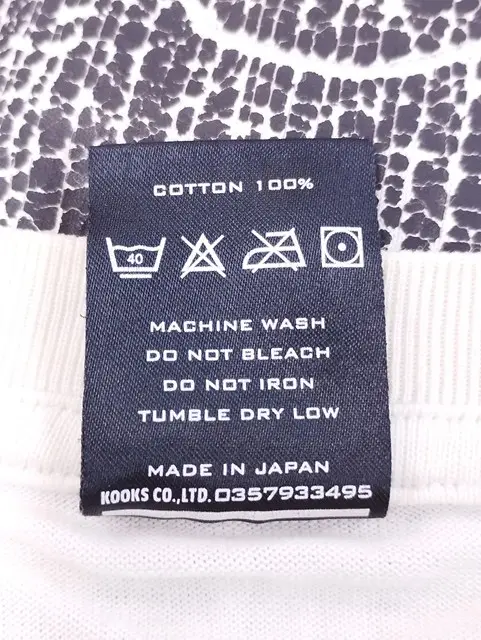 COTTON 100%
40
MACHINE WASH
DO NOT BLEACH
DO NOT IRON
TUMBLE DRY LOW
MADE IN JAPAN
KOOKS CO.,LTD. 0357933495